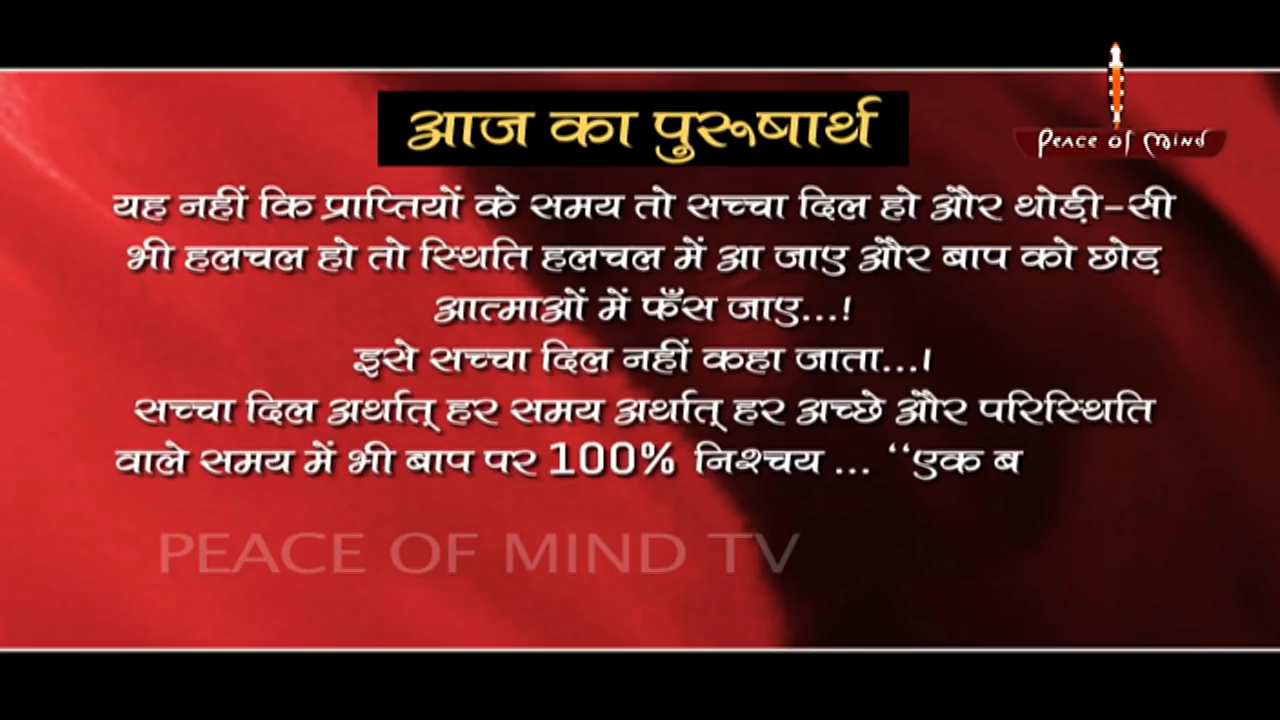 आज का पुरूषार्थ
Peace of Mind
यह नहीं कि प्राप्तियों के समय तो सच्चा दिल हो और थोड़ी-सी
भी हलचल हो तो स्थिति हलचल में आ जाए और बाप को छोड़
आत्माओं में फँस जाए...!
इसे सच्चा दिल नहीं कहा जाता...।
सच्चा दिल अर्थात् हर समय अर्थात् हर अच्छे और परिस्थिति
वाले समय में भी बाप पर 100% निश्चय ... ‘‘एक ब
PEACE OF MIND TV